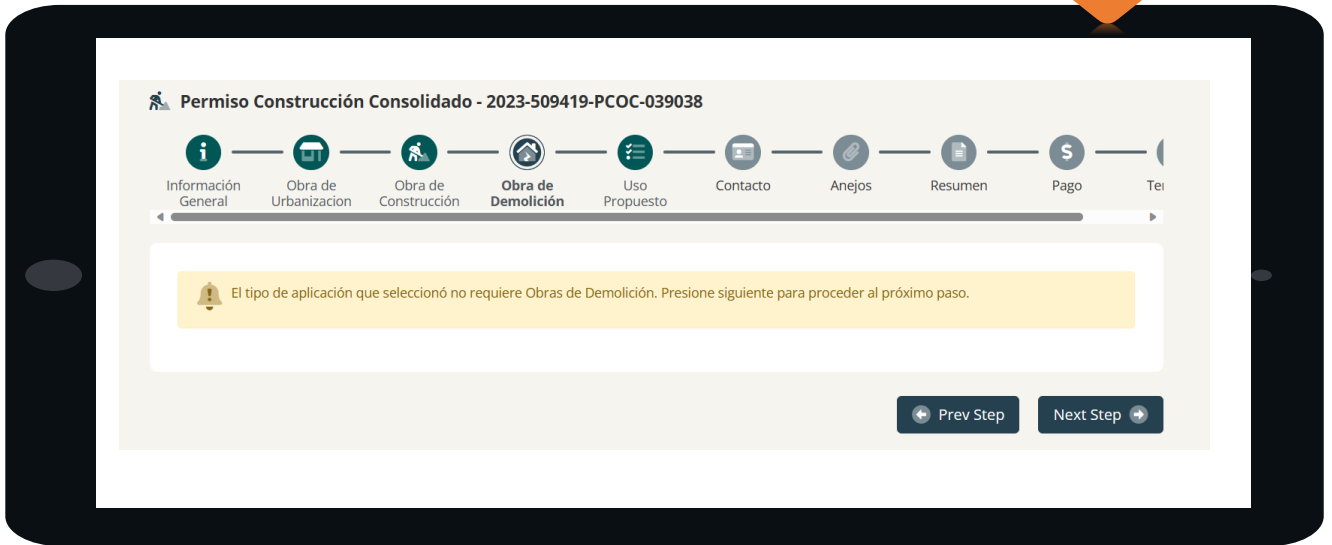 Permiso Construcción Consolidado - 2023-509419-PCOC-039038
Información General
Obra de Urbanizacion
Obra de Construcción
Obra de Demolición
Uso Propuesto
Contacto
Anejos
Resumen
Pago
El tipo de aplicación que seleccionó no requiere Obras de Demolición. Presione siguiente para proceder al próximo paso.
Prev Step
Next Step